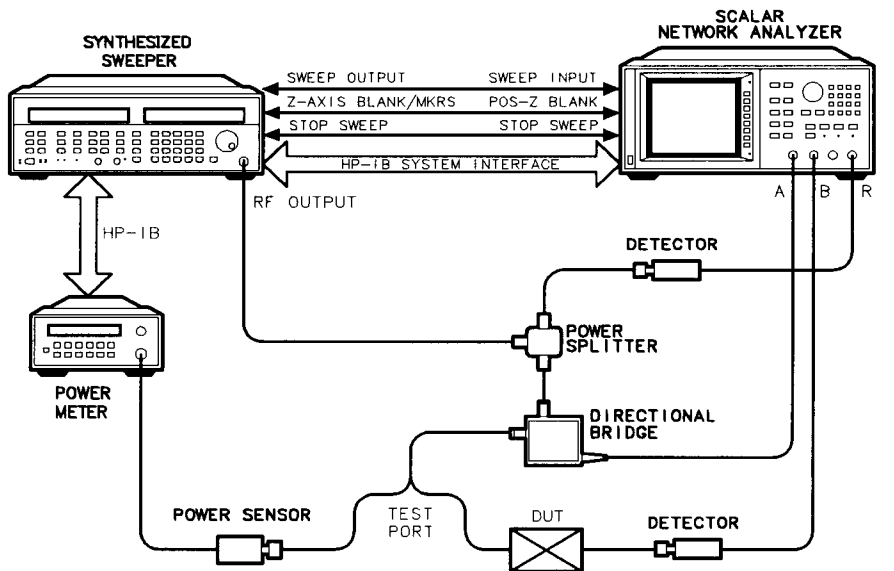 SCALAR
NETWORK ANALYZER
SYNTHESIZED
SWEEPER
SWEEP OUTPUT
SWEEP INPUT
Z-AXIS BLANK/MKRS
POS-Z BLANK
STOP SWEEP
STOP SWEEP
HP-IB SYSTEM INTERFACE
A
B
R
RF OUTPUT
HP-IB
DETECTOR
POWER
SPLITTER
POWER
METER
DIRECTIONAL
BRIDGE
POWER SENSOR
TEST
PORT
DUT
DETECTOR